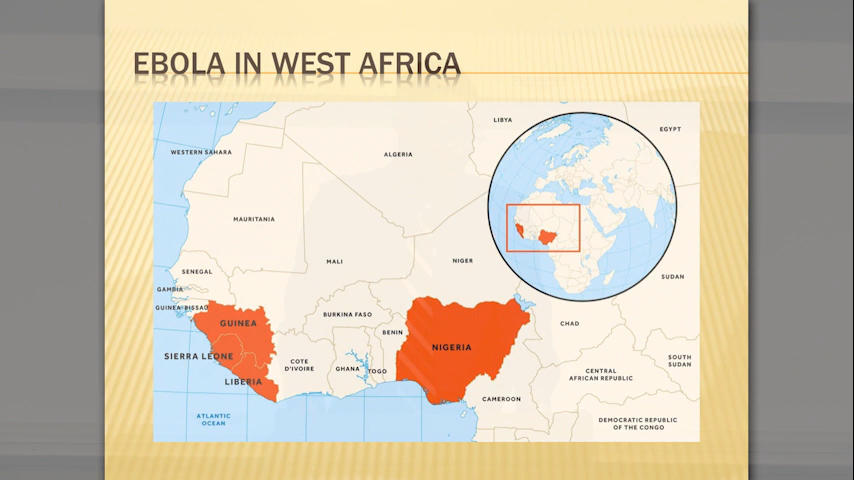 EBOLA IN WEST AFRICA
LIBYA
EGYPT
WESTERN SAHARA
ALGERIA
MAURITANIA
MALI
NIGER
SENEGAL
SUDAN
GAMBIA
GUINEA-BISSAU
GUINEA
BURKINA FASO
CHAD
BENIN
NIGERIA
SIERRA LEONE
COTE
D'IVOIRE
GHANA
TOGO
SOUTH
SUDAN
CENTRAL
AFRICAN REPUBLIC
LIBERIA
CAMEROON
ATLANTIC
OCEAN
DEMOCRATIC REPUBLIC
OF THE CONGO